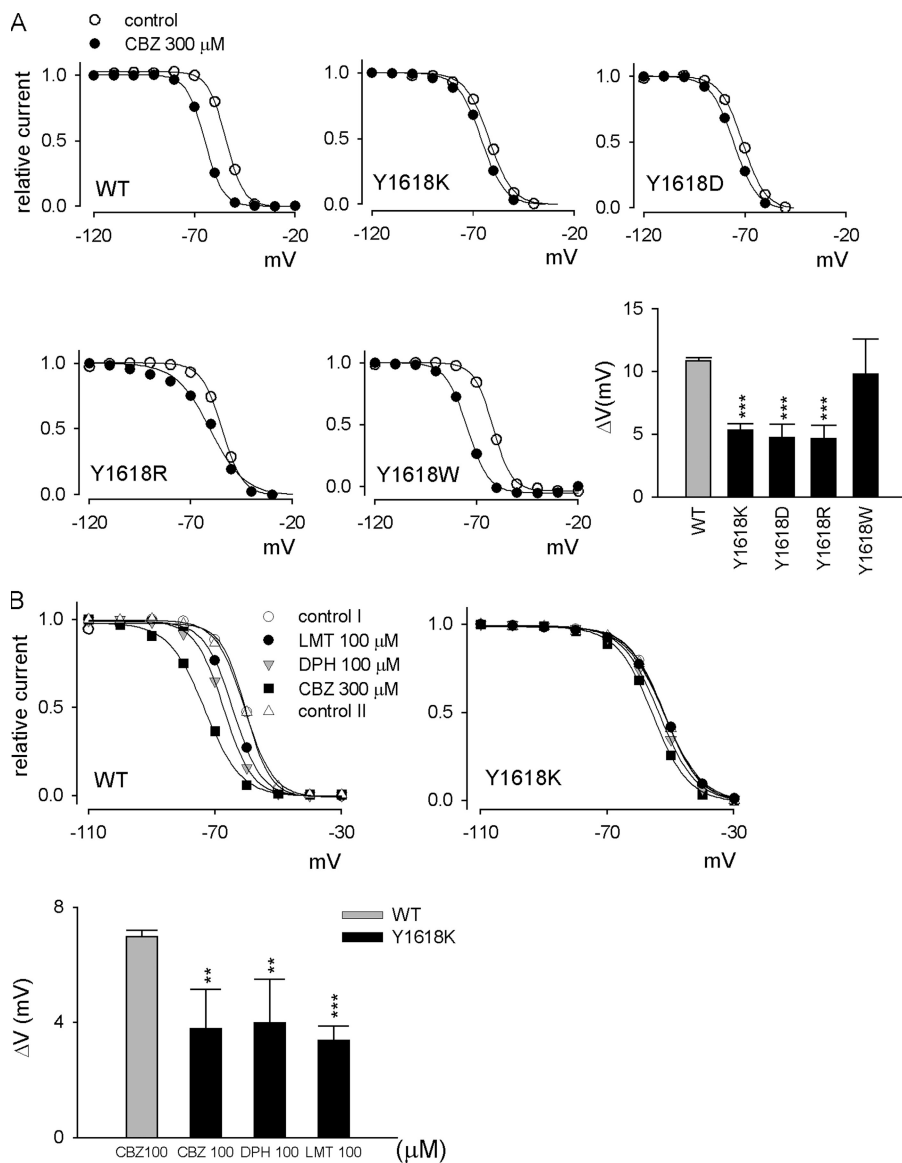 A
control
CBZ 300 µM
relative current
1.0
0.5
0.0
WT
-120
-70
-20
mV
1.0
0.5
0.0
Y1618K
-120
-70
-20
mV
1.0
0.5
0.0
Y1618D
-120
-70
-20
mV
1.0
0.5
0.0
Y1618R
-120
-70
-20
mV
1.0
0.5
0.0
Y1618W
-120
-70
-20
mV
ΔV(mV)
15
10
5
0
***
***
***
WT
Y1618K
Y1618D
Y1618R
Y1618W
B
relative current
1.0
0.5
0.0
control I
LMT 100 µM
DPH 100 µM
CBZ 300 µM
control II
WT
-110
-70
-30
mV
1.0
0.5
0.0
Y1618K
-110
-70
-30
mV
ΔV (mV)
8
4
0
WT
Y1618K
**
**
***
CBZ100
CBZ 100
DPH 100
LMT 100
(µM)